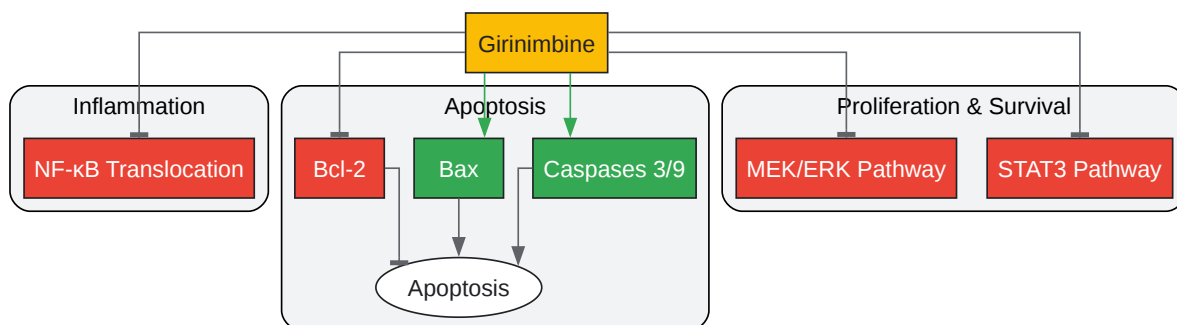 Girinimbine
Inflammation
Apoptosis
Proliferation & Survival
NF-κB Translocation
Bcl-2
Bax
Caspases 3/9
MEK/ERK Pathway
STAT3 Pathway
Apoptosis